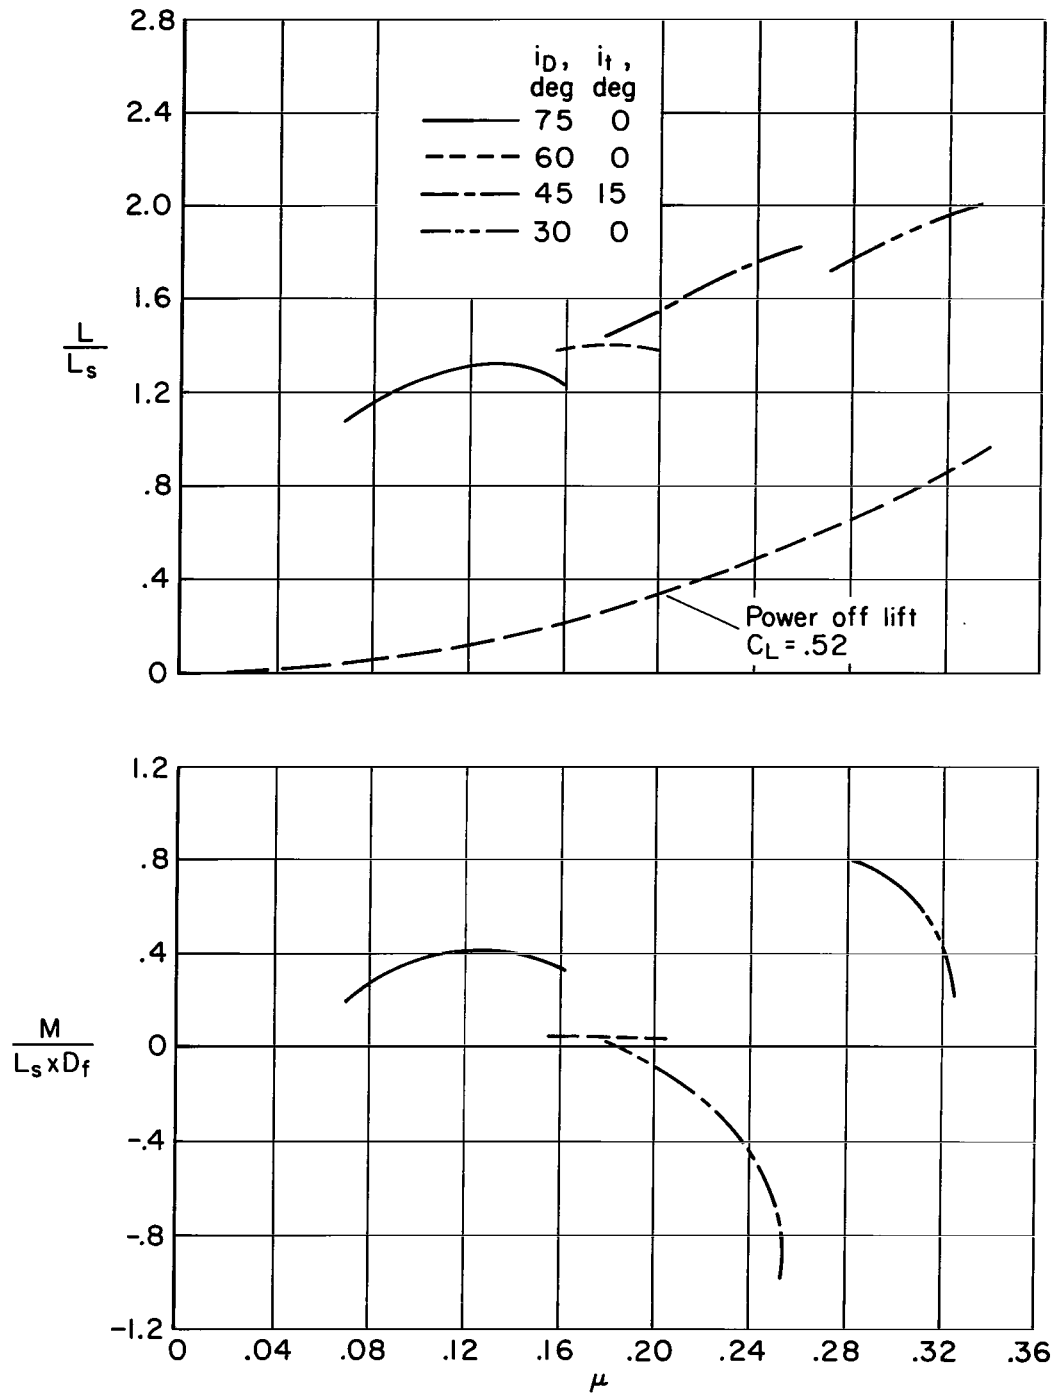 2.8
2.4
2.0
1.6
1.2
.8
.4
0
L
Ls
iD, it,
deg deg
75 0
60 0
45 15
30 0
Power off lift
CL = .52
1.2
.8
.4
0
-.4
-.8
-1.2
M
Ls x Df
0 .04 .08 .12 .16 .20 .24 .28 .32 .36
μ